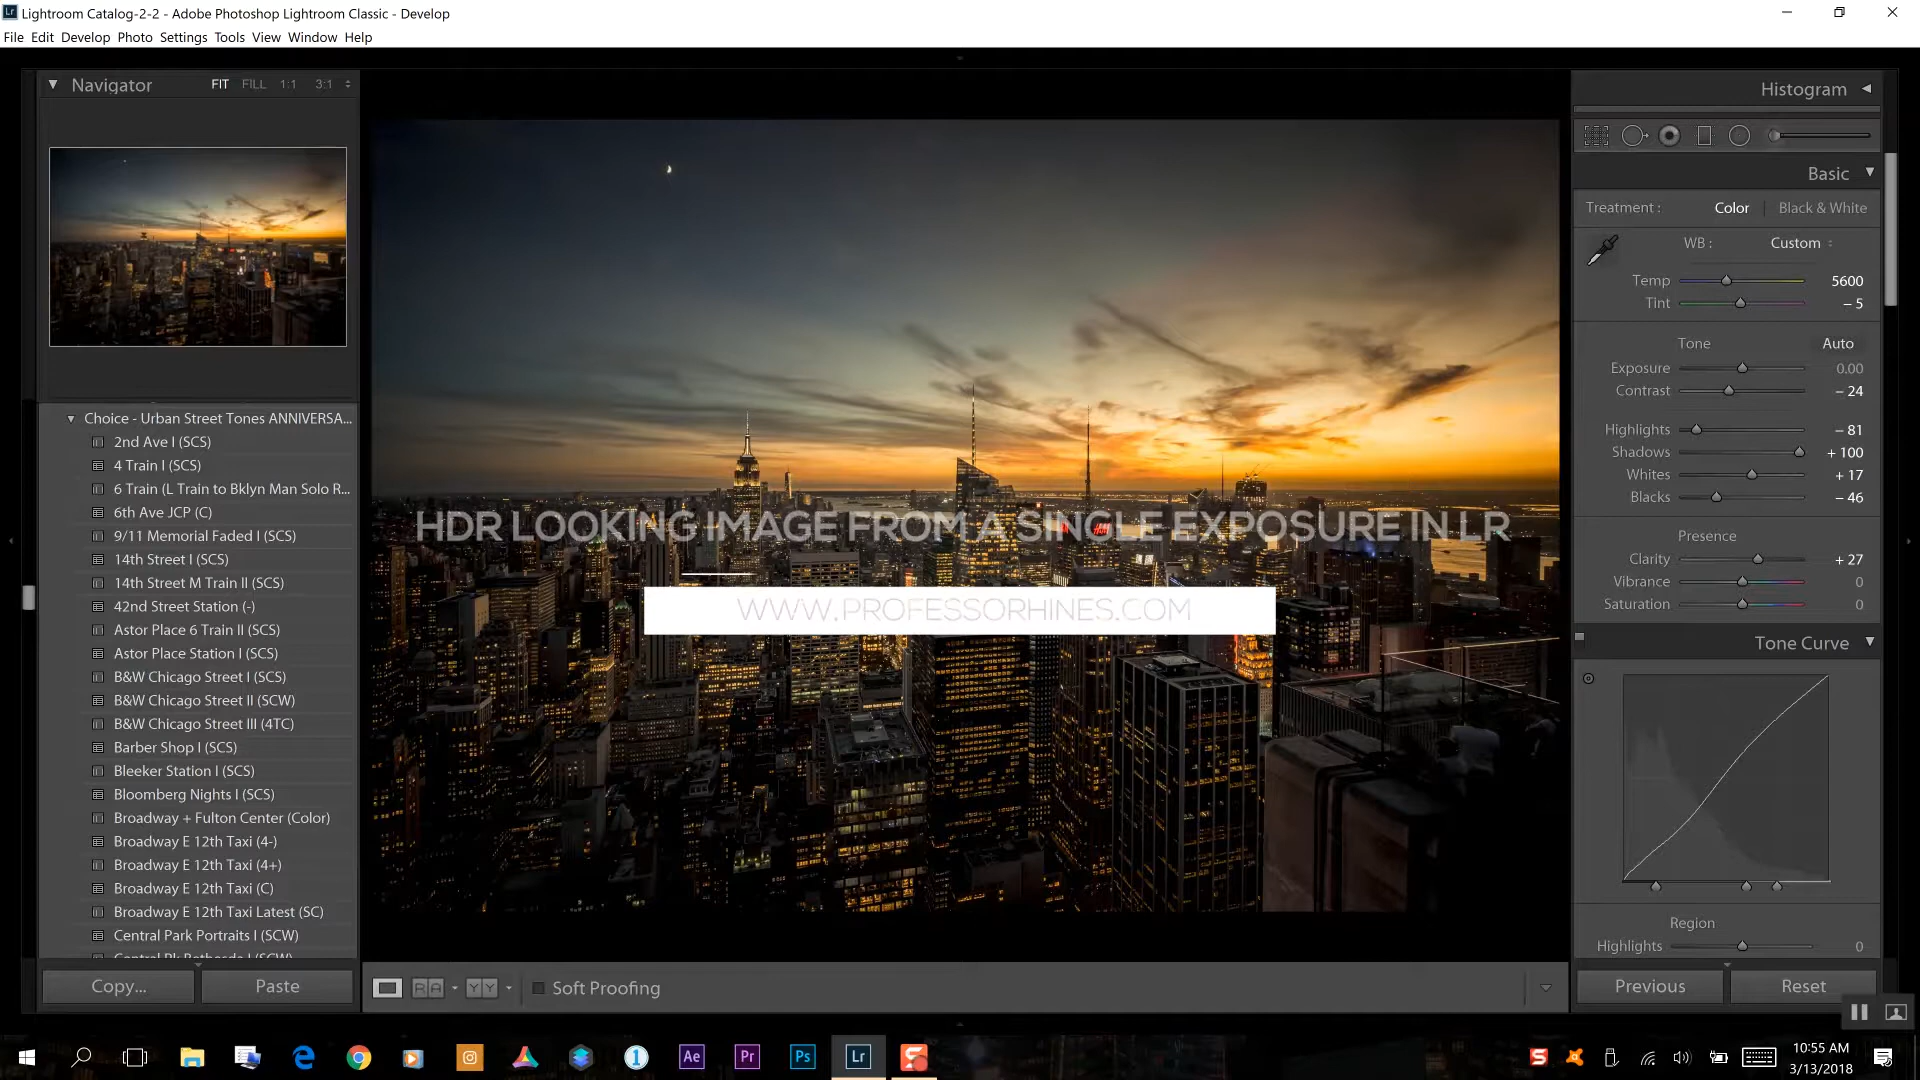 Lr Lightroom Catalog-2-2 - Adobe Photoshop Lightroom Classic - Develop
File Edit Develop Photo Settings Tools View Window Help
Navigator FIT FILL 1:1 3:1
Choice - Urban Street Tones ANNIVERSA...
2nd Ave I (SCS)
4 Train I (SCS)
6 Train (L Train to Bklyn Man Solo R...
6th Ave JCP (C)
9/11 Memorial Faded I (SCS)
14th Street I (SCS)
14th Street M Train II (SCS)
42nd Street Station (-)
Astor Place 6 Train II (SCS)
Astor Place Station I (SCS)
B&W Chicago Street I (SCS)
B&W Chicago Street II (SCW)
B&W Chicago Street III (4TC)
Barber Shop I (SCS)
Bleeker Station I (SCS)
Bloomberg Nights I (SCS)
Broadway + Fulton Center (Color)
Broadway E 12th Taxi (4-)
Broadway E 12th Taxi (4+)
Broadway E 12th Taxi (C)
Broadway E 12th Taxi Latest (SC)
Central Park Portraits I (SCW)
Central Pk Bethesda I (SCW)
Copy... Paste
HDR LOOKING IMAGE FROM A SINGLE EXPOSURE IN LR
WWW.PROFESSORHINES.COM
R A Y Y Soft Proofing
Histogram
Basic
Treatment : Color Black & White
WB : Custom
Temp 5600
Tint – 5
Tone Auto
Exposure 0.00
Contrast – 24
Highlights – 81
Shadows + 100
Whites + 17
Blacks – 46
Presence
Clarity + 27
Vibrance 0
Saturation 0
Tone Curve
Region
Highlights 0
Previous Reset
Ae Pr Ps Lr
10:55 AM
3/13/2018